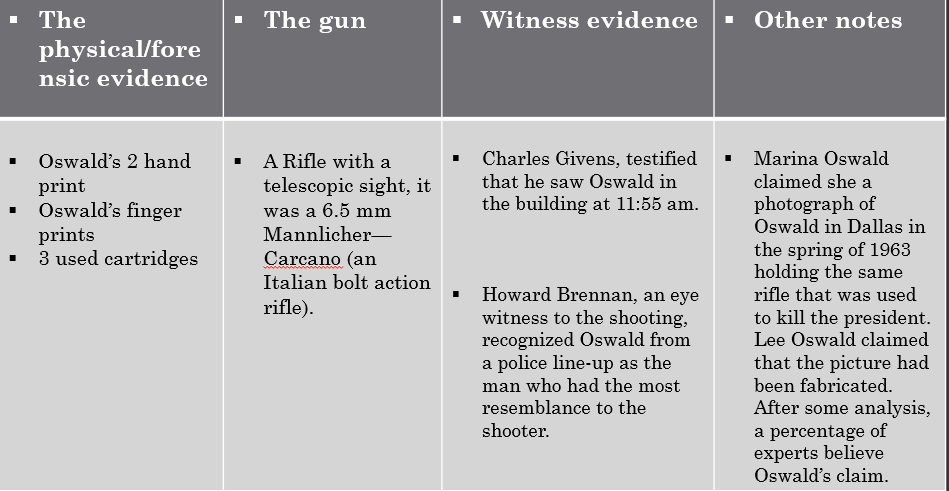 ▪ The
physical/fore
nsic evidence
▪ The gun
▪ Witness evidence
▪ Other notes
▪ Oswald’s 2 hand
print
▪ Oswald’s finger
prints
▪ 3 used cartridges
▪ A Rifle with a
telescopic sight, it
was a 6.5 mm
Mannlicher—
Carcano (an
Italian bolt action
rifle).
▪ Charles Givens, testified
that he saw Oswald in
the building at 11:55 am.
▪ Howard Brennan, an eye
witness to the shooting,
recognized Oswald from
a police line-up as the
man who had the most
resemblance to the
shooter.
▪ Marina Oswald
claimed she a
photograph of
Oswald in Dallas in
the spring of 1963
holding the same
rifle that was used
to kill the president.
Lee Oswald claimed
that the picture had
been fabricated.
After some analysis,
a percentage of
experts believe
Oswald’s claim.